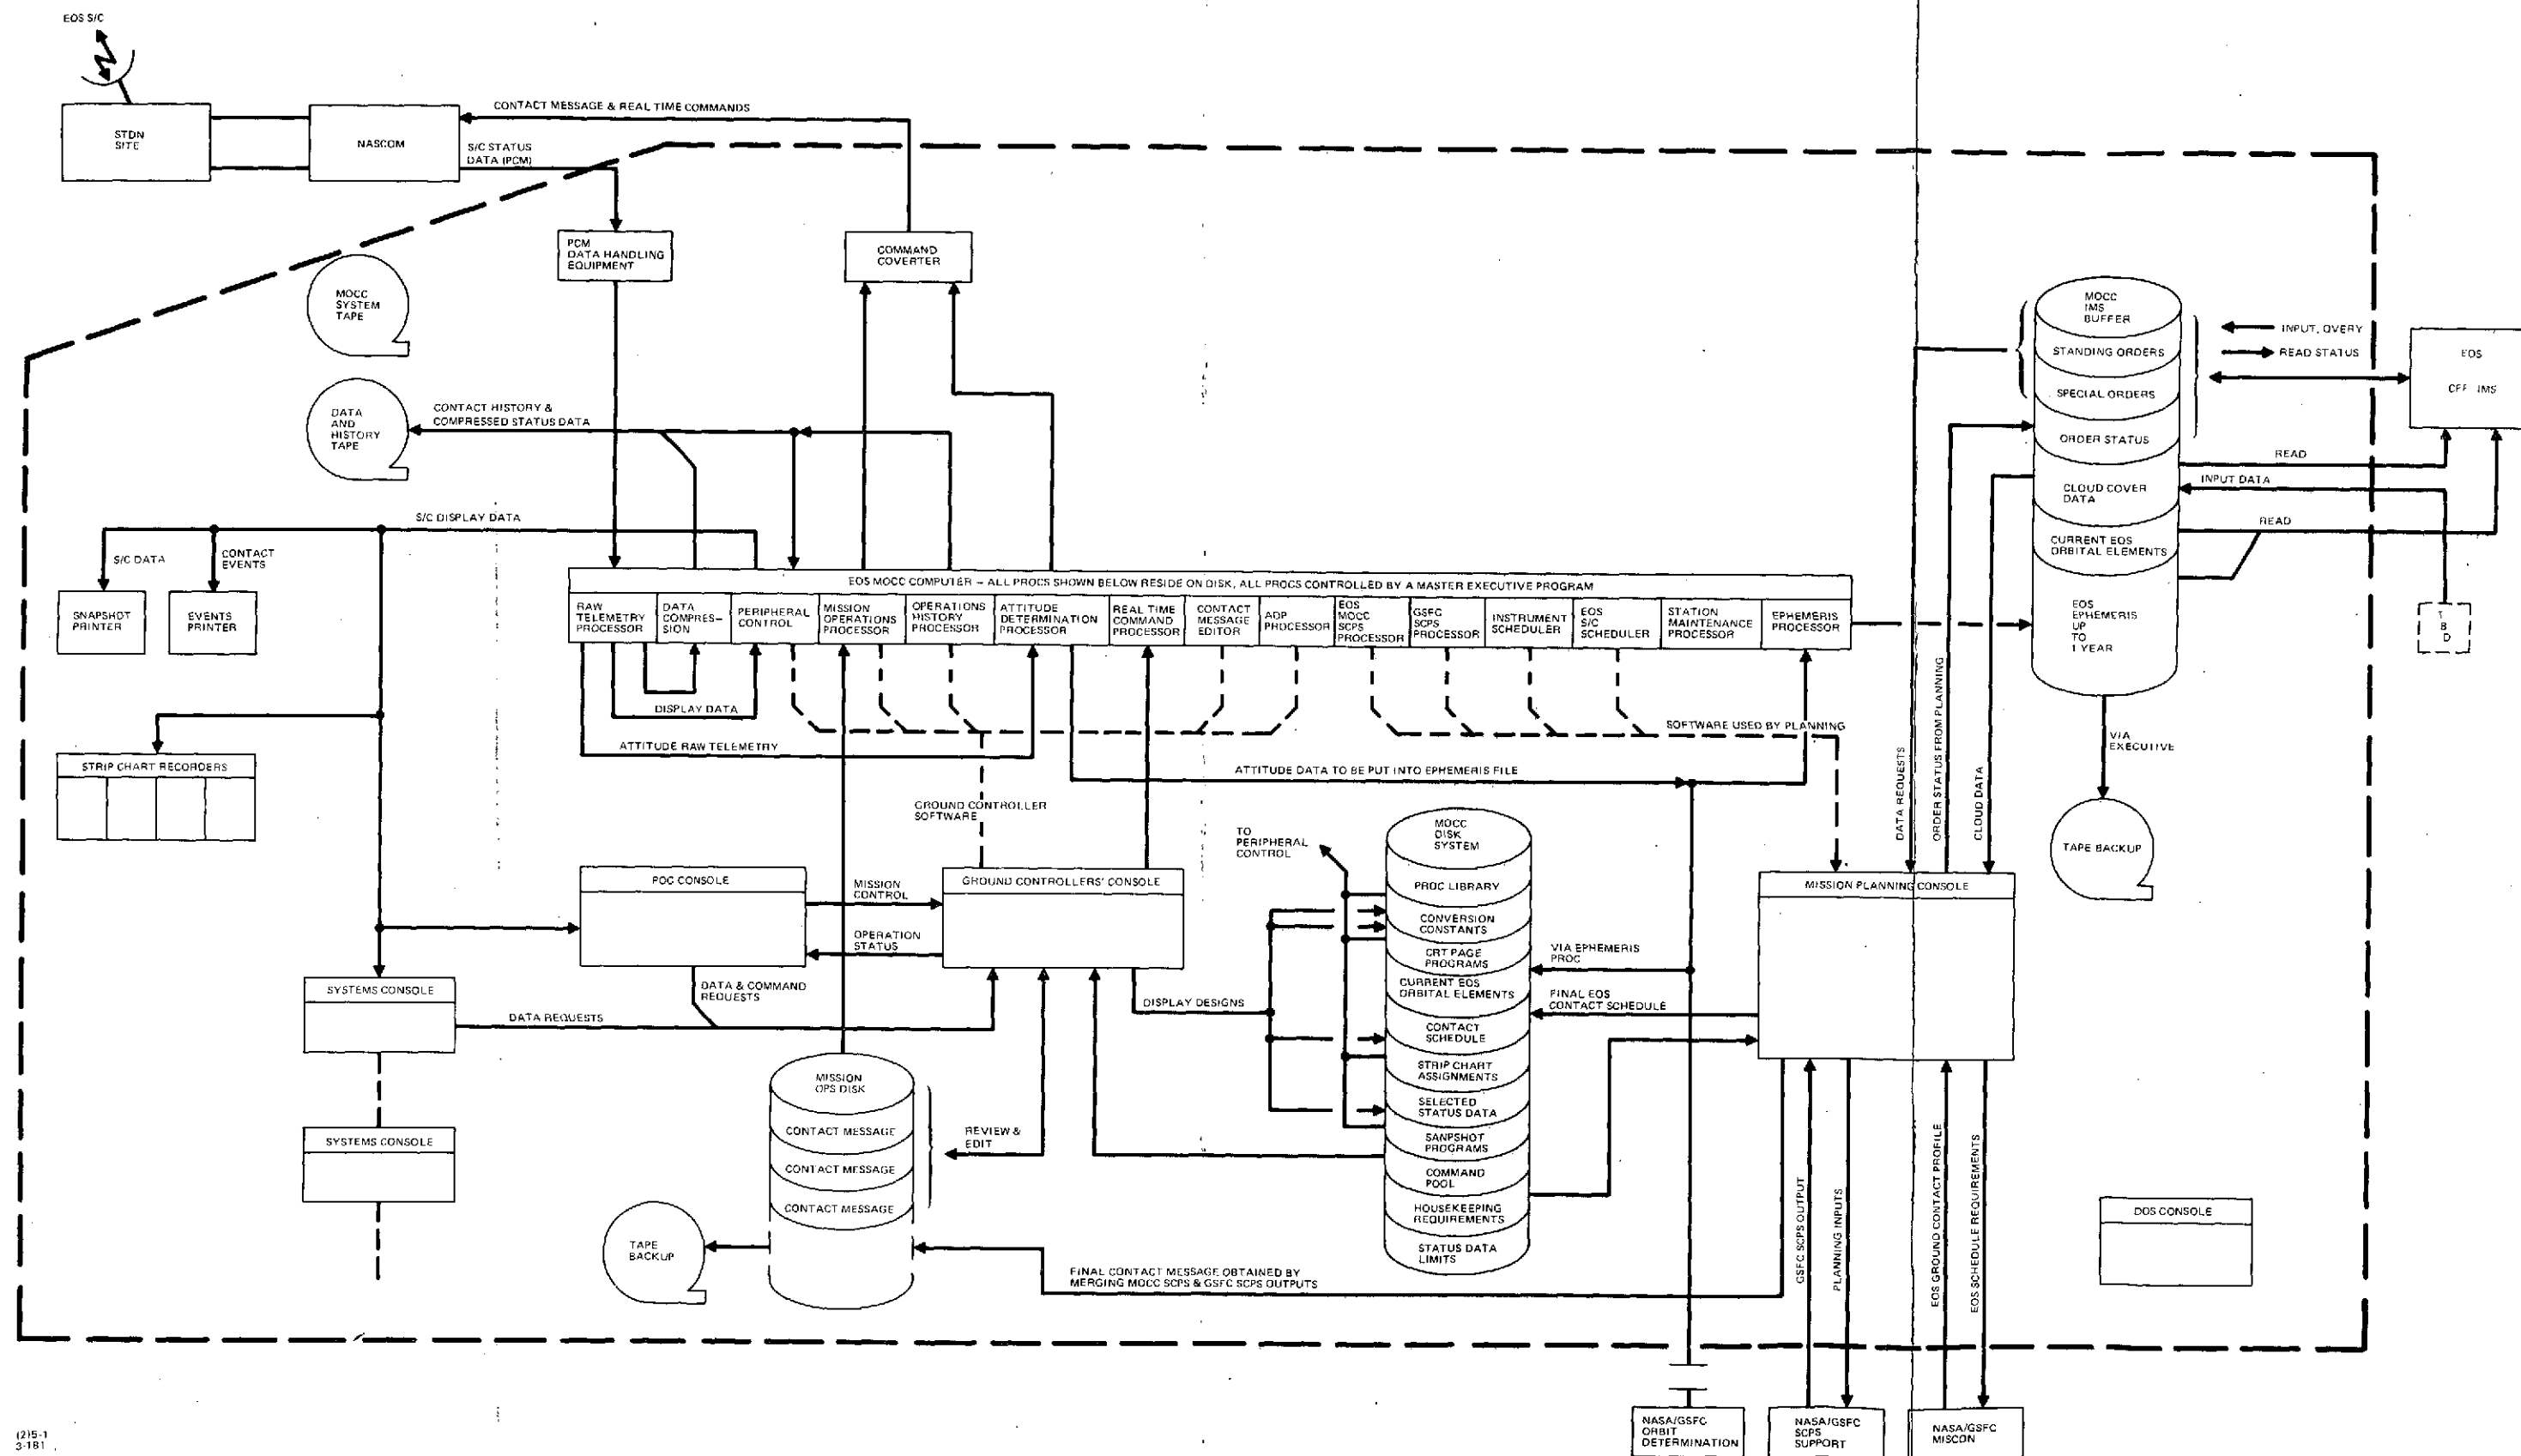 EOS S/C
STDN
SITE
NASCOM
CONTACT MESSAGE & REAL TIME COMMANDS
S/C STATUS
DATA (PCM)
PCM
DATA HANDLING
EQUIPMENT
COMMAND
COVERTER
MOCC
SYSTEM
TAPE
DATA
AND
HISTORY
TAPE
CONTACT HISTORY &
COMPRESSED STATUS DATA
S/C DISPLAY DATA
S/C DATA
CONTACT
EVENTS
SNAPSHOT
PRINTER
EVENTS
PRINTER
STRIP CHART RECORDERS
EOS MOCC COMPUTER – ALL PROCS SHOWN BELOW RESIDE ON DISK, ALL PROCS CONTROLLED BY A MASTER EXECUTIVE PROGRAM
RAW
TELEMETRY
PROCESSOR
DATA
COMPRES-
SION
PERIPHERAL
CONTROL
MISSION
OPERATIONS
PROCESSOR
OPERATIONS
HISTORY
PROCESSOR
ATTITUDE
DETERMINATION
PROCESSOR
REAL TIME
COMMAND
PROCESSOR
CONTACT
MESSAGE
EDITOR
AOP
PROCESSOR
EOS
MOCC
SCPS
PROCESSOR
GSFC
SCPS
PROCESSOR
INSTRUMENT
SCHEDULER
EOS
S/C
SCHEDULER
STATION
MAINTENANCE
PROCESSOR
EPHEMERIS
PROCESSOR
DISPLAY DATA
ATTITUDE RAW TELEMETRY
SOFTWARE USED BY PLANNING
ATTITUDE DATA TO BE PUT INTO EPHEMERIS FILE
GROUND CONTROLLER
SOFTWARE
MOCC
IMS
BUFFER
STANDING ORDERS
SPECIAL ORDERS
ORDER STATUS
CLOUD COVER
DATA
CURRENT EOS
ORBITAL ELEMENTS
EOS
EPHEMERIS
UP
TO
1 YEAR
INPUT, QVERY
READ STATUS
EOS
READ
INPUT DATA
READ
T
B
D
VIA
EXECUTIVE
TAPE BACKUP
DATA REQUESTS
ORDER STATUS FROM PLANNING
CLOUD DATA
POC CONSOLE
MISSION
CONTROL
OPERATION
STATUS
GROUND CONTROLLERS' CONSOLE
DATA & COMMAND
REQUESTS
DATA REQUESTS
SYSTEMS CONSOLE
SYSTEMS CONSOLE
DISPLAY DESIGNS
TO
PERIPHERAL
CONTROL
MOCC
DISK
SYSTEM
PROC LIBRARY
CONVERSION
CONSTANTS
CRT PAGE
PROGRAMS
CURRENT EOS
ORBITAL ELEMENTS
CONTACT
SCHEDULE
STRIP CHART
ASSIGNMENTS
SELECTED
STATUS DATA
SANPSHOT
PROGRAMS
COMMAND
POOL
HOUSEKEEPING
REQUIREMENTS
STATUS DATA
LIMITS
VIA EPHEMERIS
PROC
FINAL EOS
CONTACT SCHEDULE
MISSION PLANNING CONSOLE
MISSION
OPS DISK
CONTACT MESSAGE
CONTACT MESSAGE
CONTACT MESSAGE
REVIEW &
EDIT
TAPE
BACKUP
FINAL CONTACT MESSAGE OBTAINED BY
MERGING MOCC SCPS & GSFC SCPS OUTPUTS
GSFC SCPS OUTPUT
PLANNING INPUTS
EOS GROUND CONTACT PROFILE
EOS SCHEDULE REQUIREMENTS
DOS CONSOLE
NASA/GSFC
ORBIT
DETERMINATION
NASA/GSFC
SCPS
SUPPORT
NASA/GSFC
MISCON
(2)5-1
3-181